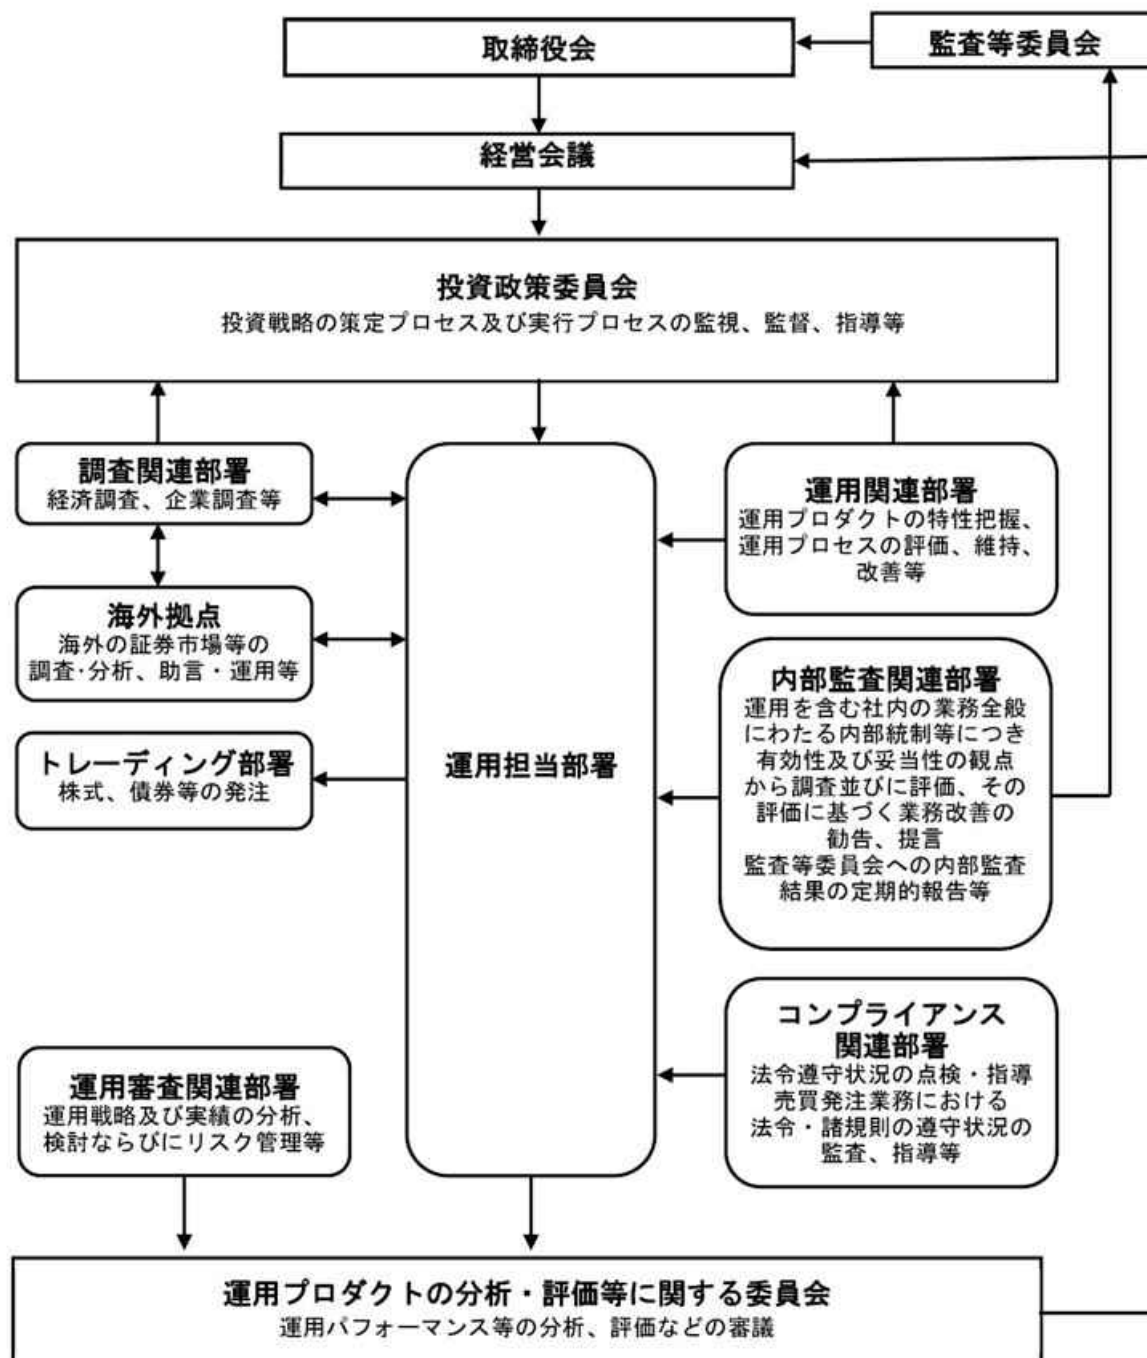 取締役会
監査等委員会
経営会議
投資政策委員会
投資戦略の策定プロセス及び実行プロセスの監視、監督、指導等
調査関連部署
経済調査、企業調査等
海外拠点
海外の証券市場等の
調査・分析、助言・運用等
トレーディング部署
株式、債券等の発注
運用担当部署
運用関連部署
運用プロダクトの特性把握、
運用プロセスの評価、維持、
改善等
内部監査関連部署
運用を含む社内の業務全般
にわたる内部統制等につき
有効性及び妥当性の観点
から調査並びに評価、その
評価に基づく業務改善の
勧告、提言
監査等委員会への内部監査
結果の定期的報告等
コンプライアンス
関連部署
法令遵守状況の点検・指導
売買発注業務における
法令・諸規則の遵守状況の
監査、指導等
運用審査関連部署
運用戦略及び実績の分析、
検討ならびにリスク管理等
運用プロダクトの分析・評価等に関する委員会
運用パフォーマンス等の分析、評価などの審議